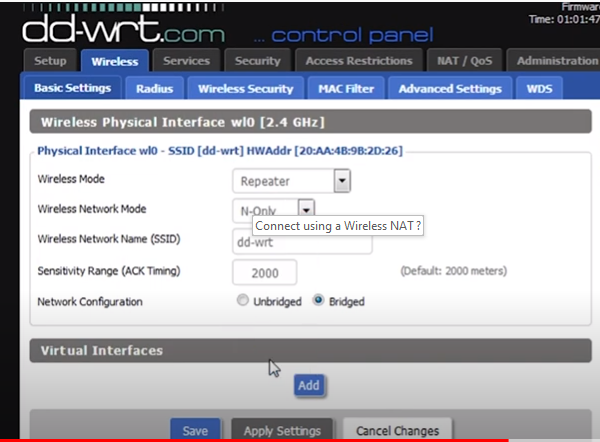 Firmwar
dd-wrt.com ... control panel
Time: 01:01:47
Setup Wireless Services Security Access Restrictions NAT / QoS Administration
Basic Settings Radius Wireless Security MAC Filter Advanced Settings WDS
Wireless Physical Interface wl0 [2.4 GHz]
Physical Interface wl0 - SSID [dd-wrt] HWAddr [20:AA:4B:9B:2D:26]
Wireless Mode Repeater
Wireless Network Mode N-Only
Connect using a Wireless NAT?
Wireless Network Name (SSID) dd-wrt
Sensitivity Range (ACK Timing) 2000 (Default: 2000 meters)
Network Configuration Unbridged Bridged
Virtual Interfaces
Add
Save Apply Settings Cancel Changes